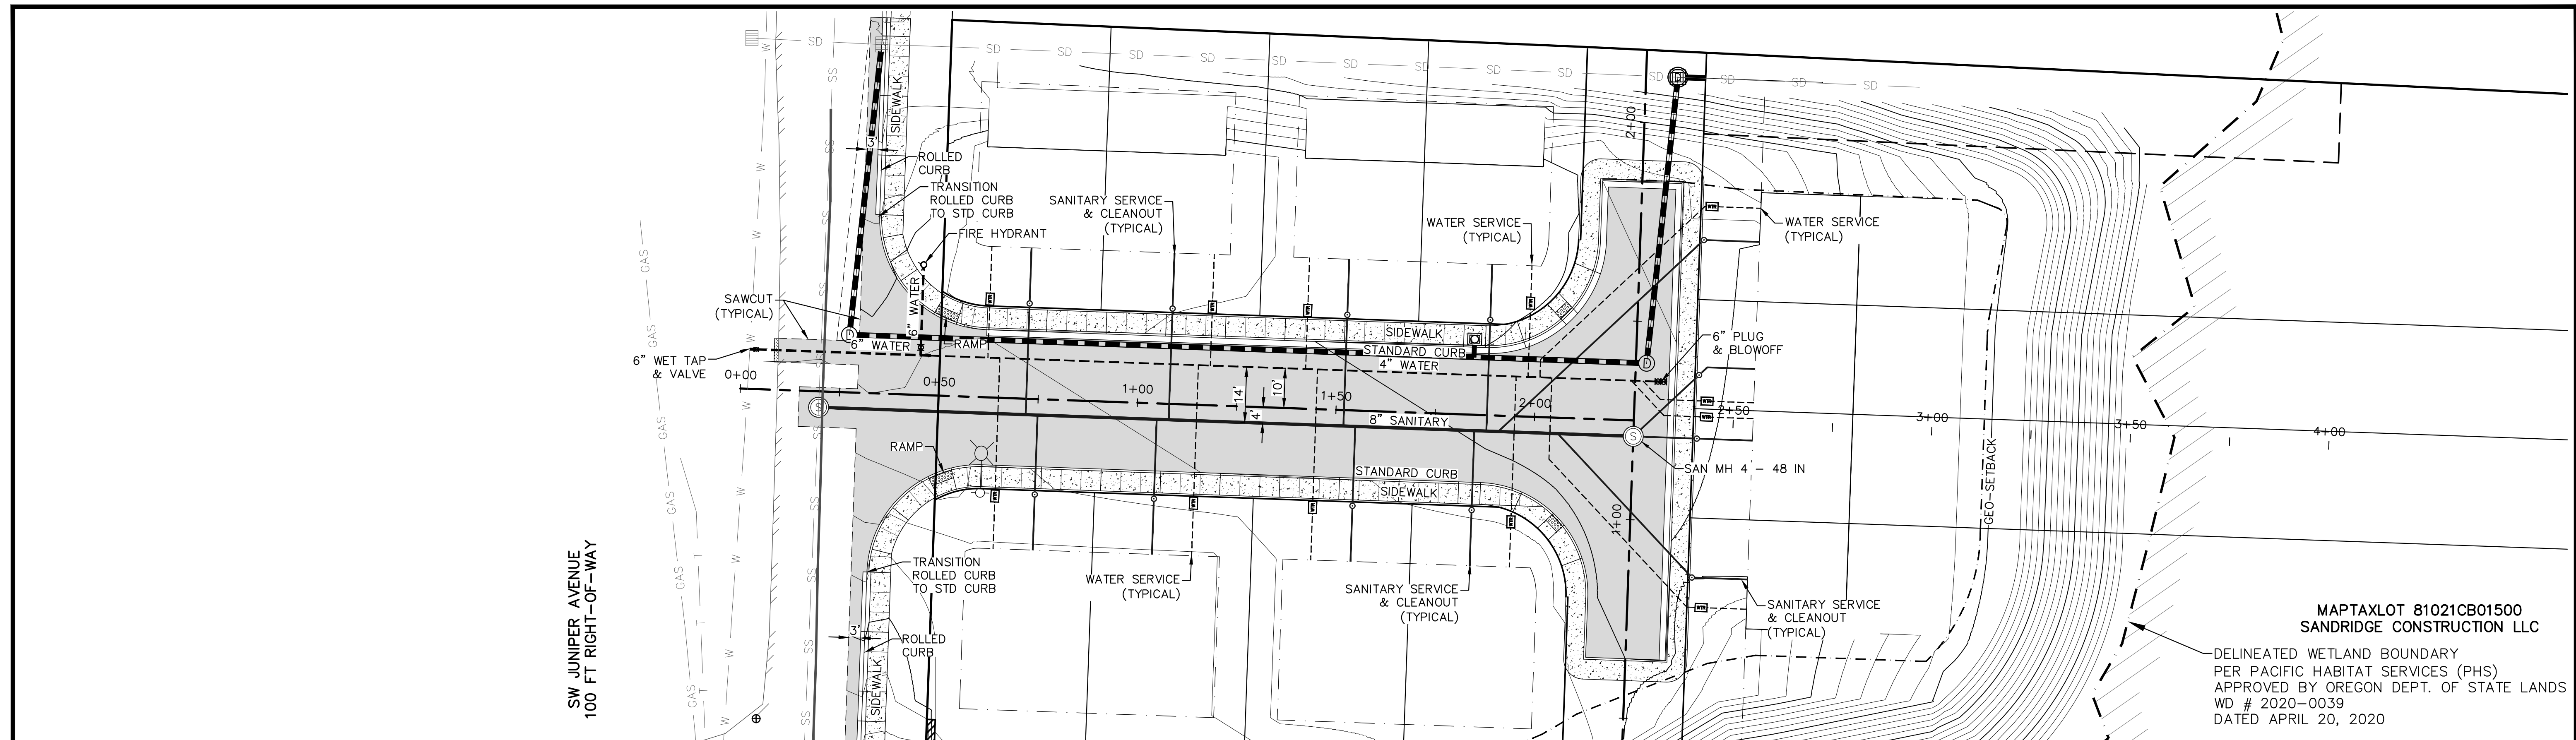 SD SD SD SD SD SD SD SD SD SD SD SD SD
SIDEWALK
3'
ROLLED
CURB
TRANSITION
ROLLED CURB
TO STD CURB
FIRE HYDRANT
SANITARY SERVICE
& CLEANOUT
(TYPICAL)
WATER SERVICE
(TYPICAL)
2+00
WATER SERVICE
(TYPICAL)
SAWCUT
(TYPICAL)
6" WATER
6" WATER
RAMP
SIDEWALK
STANDARD CURB
4" WATER
6" PLUG
& BLOWOFF
6" WET TAP
& VALVE
0+00
0+50
1+00
14'
10'
4'
1+50
2+00
2+50
3+00
3+50
4+00
8" SANITARY
D
D
D
S
S
RAMP
STANDARD CURB
SIDEWALK
SAN MH 4 - 48 IN
1+00
GEO-SETBACK
GAS GAS GAS GAS GAS
W W W W W W W W W W
T T T
SS SS SS SS SS SS SS SS
SW JUNIPER AVENUE
100 FT RIGHT-OF-WAY
TRANSITION
ROLLED CURB
TO STD CURB
WATER SERVICE
(TYPICAL)
SANITARY SERVICE
& CLEANOUT
(TYPICAL)
SANITARY SERVICE
& CLEANOUT
(TYPICAL)
3'
ROLLED
CURB
SIDEWALK
MAPTAXLOT 81021CB01500
SANDRIDGE CONSTRUCTION LLC
DELINEATED WETLAND BOUNDARY
PER PACIFIC HABITAT SERVICES (PHS)
APPROVED BY OREGON DEPT. OF STATE LANDS
WD # 2020-0039
DATED APRIL 20, 2020